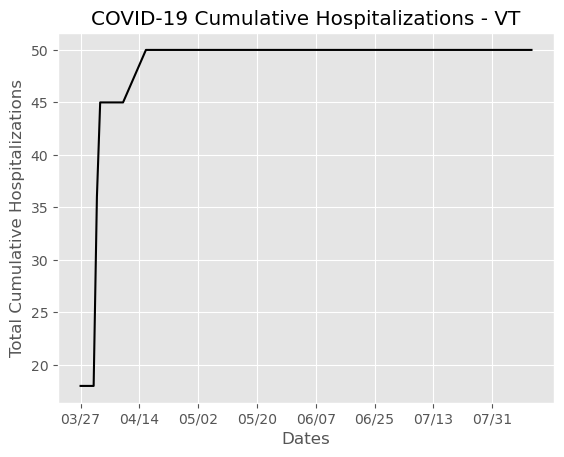 COVID-19 Cumulative Hospitalizations - VT
Total Cumulative Hospitalizations
50
45
40
35
30
25
20
03/27 04/14 05/02 05/20 06/07 06/25 07/13 07/31
Dates